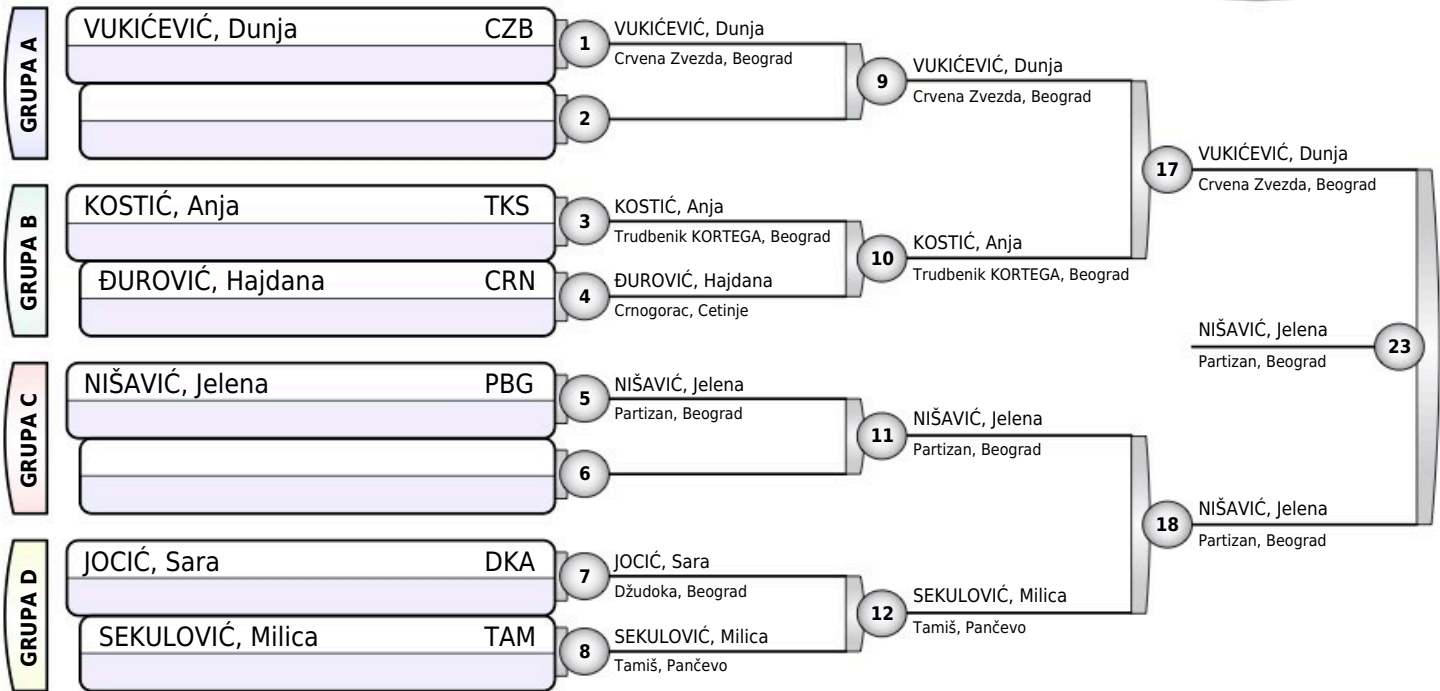 GRUPA A
VUKIĆEVIĆ, Dunja CZB
1
VUKIĆEVIĆ, Dunja
Crvena Zvezda, Beograd
2
9
VUKIĆEVIĆ, Dunja
Crvena Zvezda, Beograd
GRUPA B
KOSTIĆ, Anja TKS
3
KOSTIĆ, Anja
Trudbenik KORTEGA, Beograd
ĐUROVIĆ, Hajdana CRN
4
ĐUROVIĆ, Hajdana
Crnogorac, Cetinje
10
KOSTIĆ, Anja
Trudbenik KORTEGA, Beograd
17
VUKIĆEVIĆ, Dunja
Crvena Zvezda, Beograd
GRUPA C
NIŠAVIĆ, Jelena PBG
5
NIŠAVIĆ, Jelena
Partizan, Beograd
6
11
NIŠAVIĆ, Jelena
Partizan, Beograd
GRUPA D
JOCIĆ, Sara DKA
7
JOCIĆ, Sara
Džudoka, Beograd
SEKULOVIĆ, Milica TAM
8
SEKULOVIĆ, Milica
Tamiš, Pančevo
12
SEKULOVIĆ, Milica
Tamiš, Pančevo
18
NIŠAVIĆ, Jelena
Partizan, Beograd
NIŠAVIĆ, Jelena
Partizan, Beograd
23